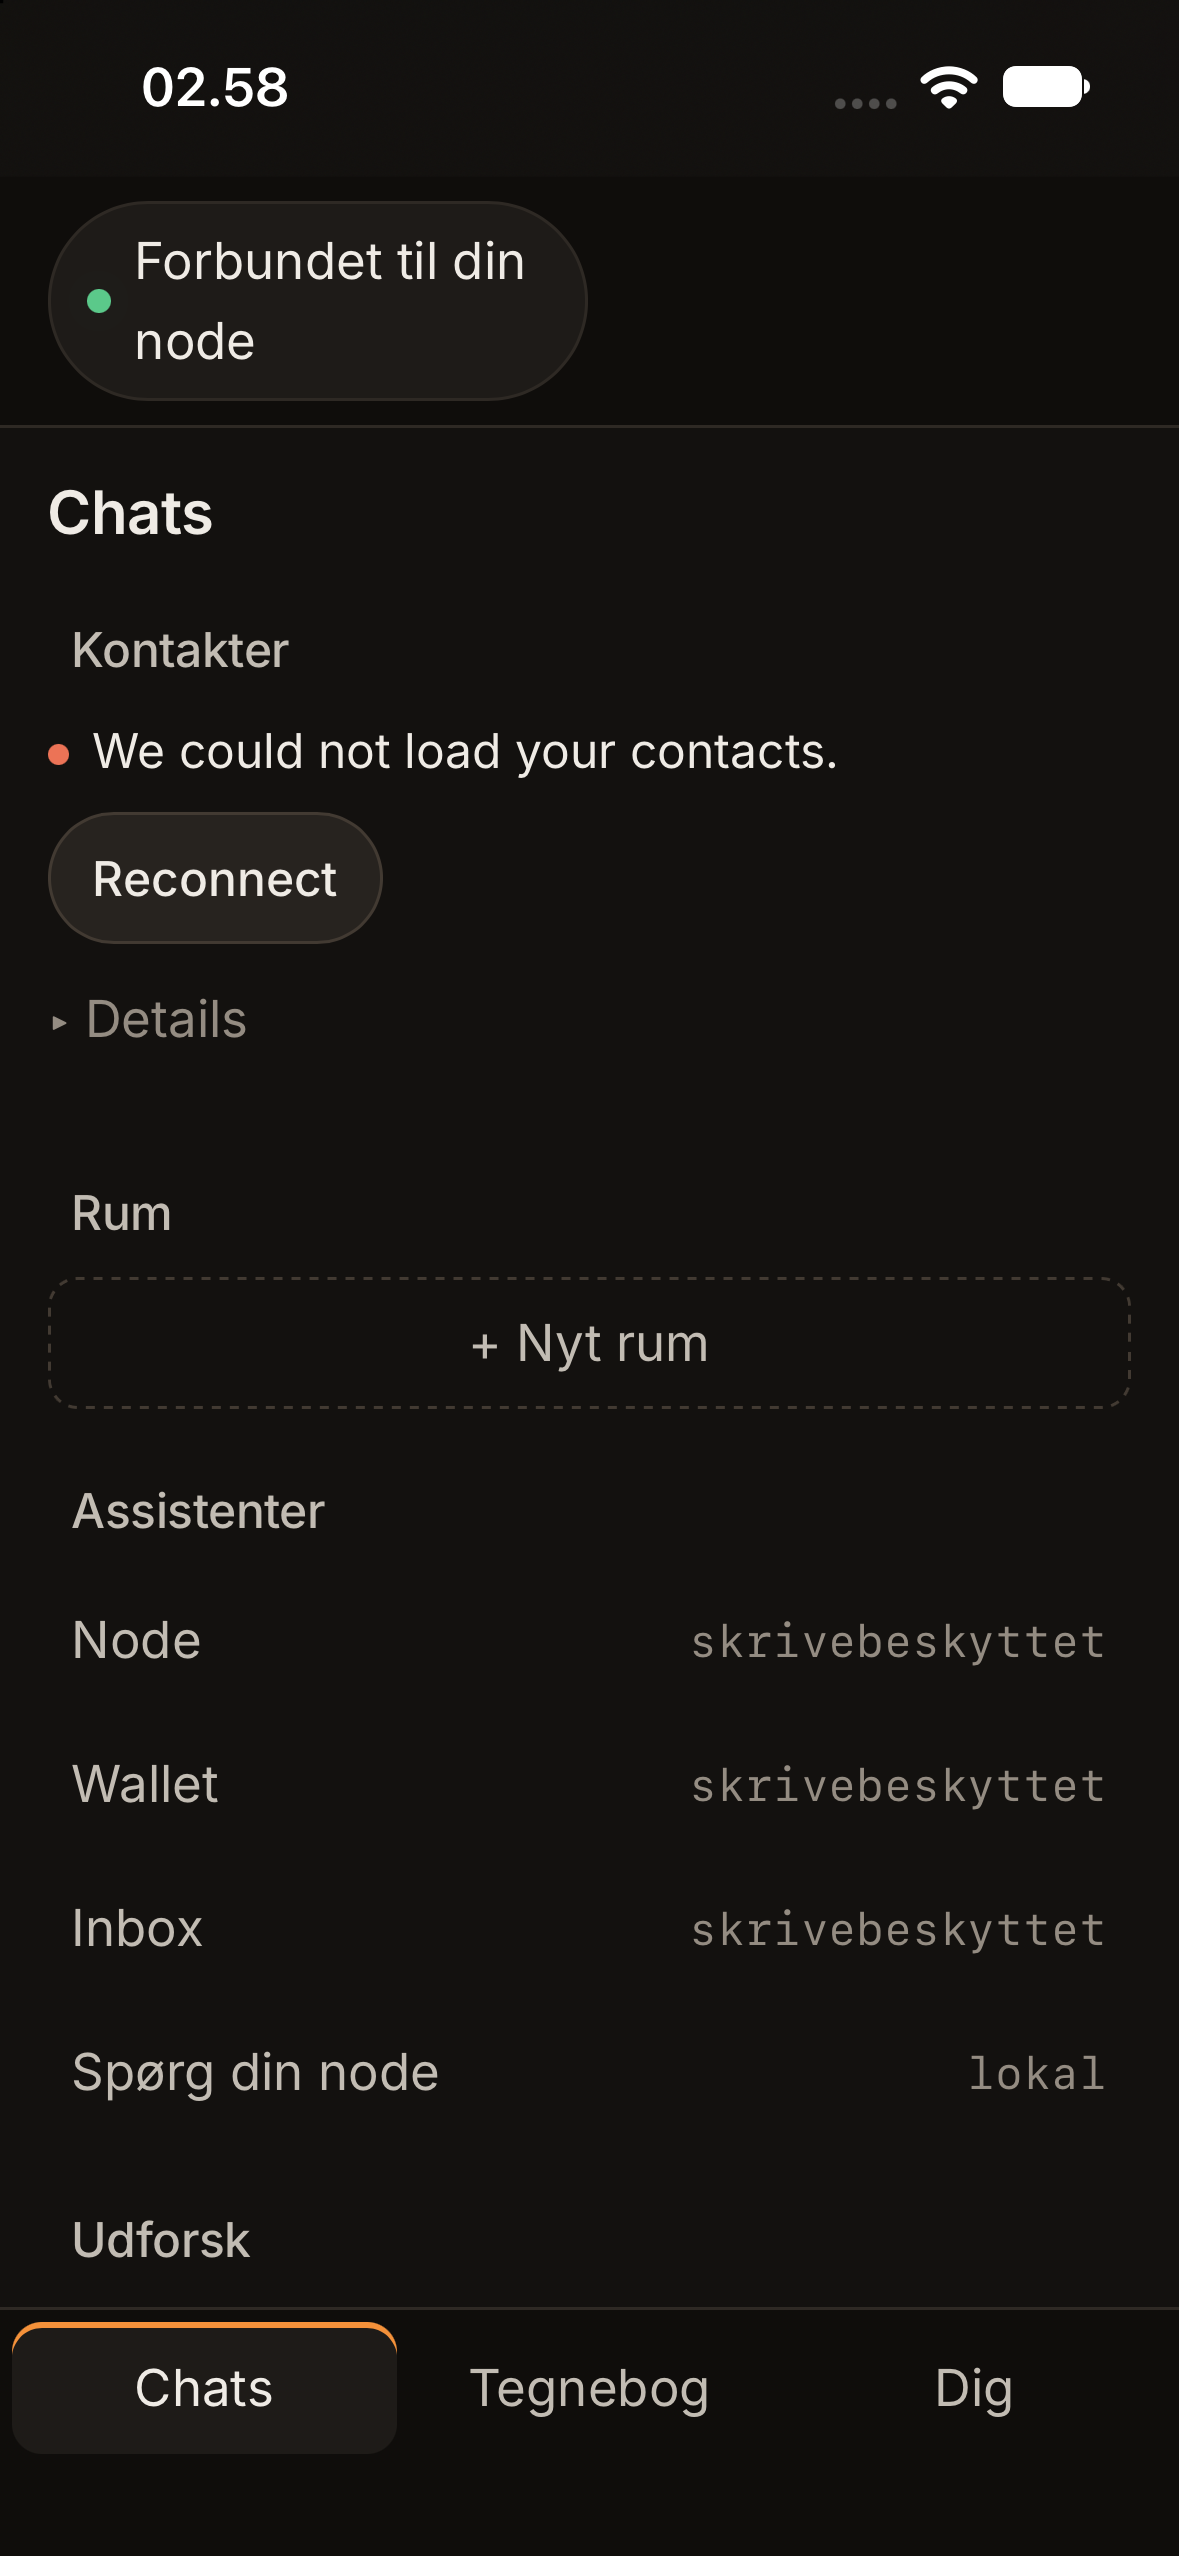 02.58
Forbundet til din
node
Chats
Kontakter
We could not load your contacts.
Reconnect
▸ Details
Rum
+ Nyt rum
Assistenter
Node skrivebeskyttet
Wallet skrivebeskyttet
Inbox skrivebeskyttet
Spørg din node lokal
Udforsk
Chats Tegnebog Dig